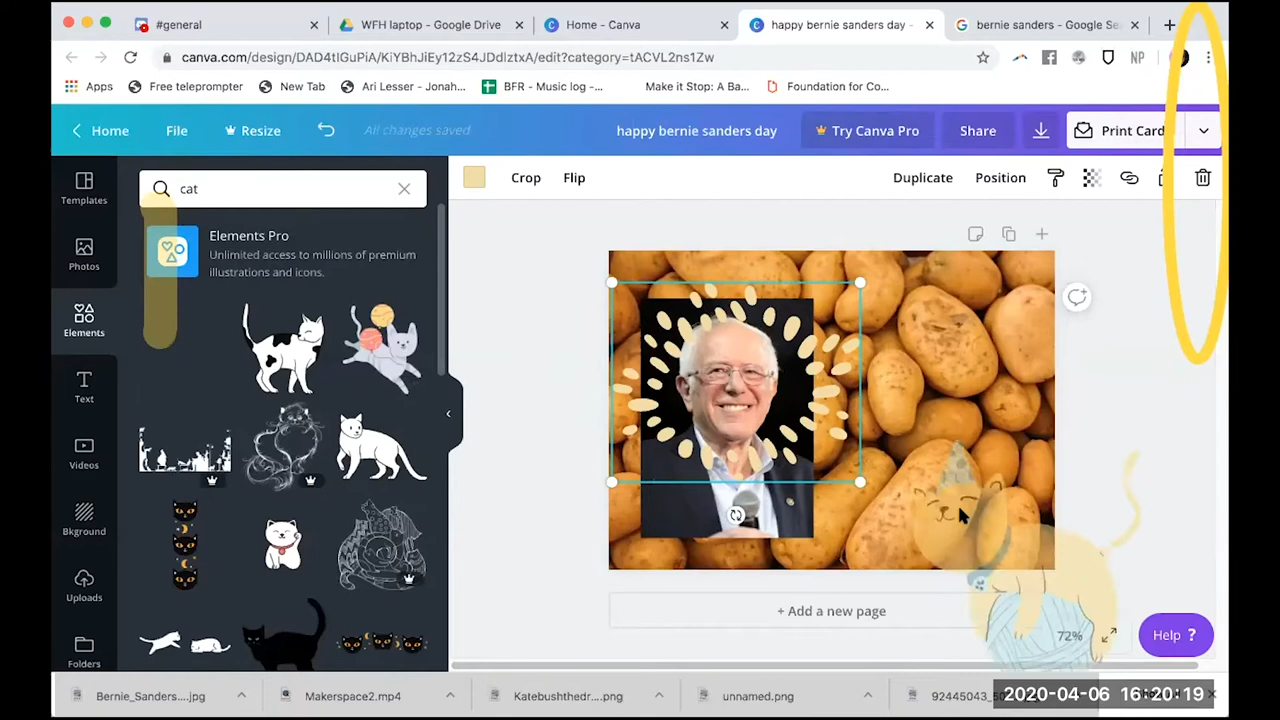 #general
WFH laptop - Google Drive
Home - Canva
happy bernie sanders day -
bernie sanders - Google Se
canva.com/design/DAD4tIGuPiA/KiYBhJiEy12zS4JDdIztxA/edit?category=tACVL2ns1Zw
NP
Apps
Free teleprompter
New Tab
Ari Lesser - Jonah...
BFR - Music log -...
Make it Stop: A Ba...
Foundation for Co...
Home
File
Resize
All changes saved
happy bernie sanders day
Try Canva Pro
Share
Print Card
Templates
cat
Crop
Flip
Duplicate
Position
Photos
Elements Pro
Unlimited access to millions of premium
illustrations and icons.
Elements
Text
Videos
Bkground
Uploads
Folders
+ Add a new page
72%
Help ?
Bernie_Sanders....jpg
Makerspace2.mp4
Katebushthedr....png
unnamed.png
2020-04-06 16:20:19